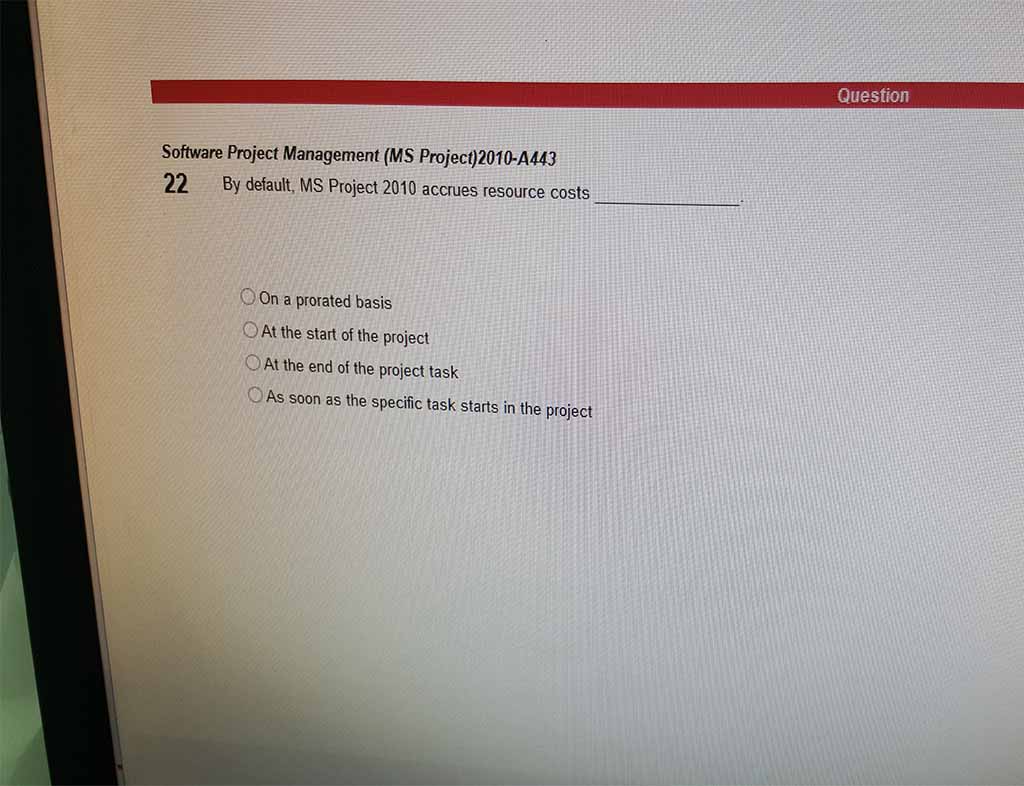 Question
Software Project Management (MS Project)2010-A443
22 By default, MS Project 2010 accrues resource costs ________________.
On a prorated basis
At the start of the project
At the end of the project task
As soon as the specific task starts in the project